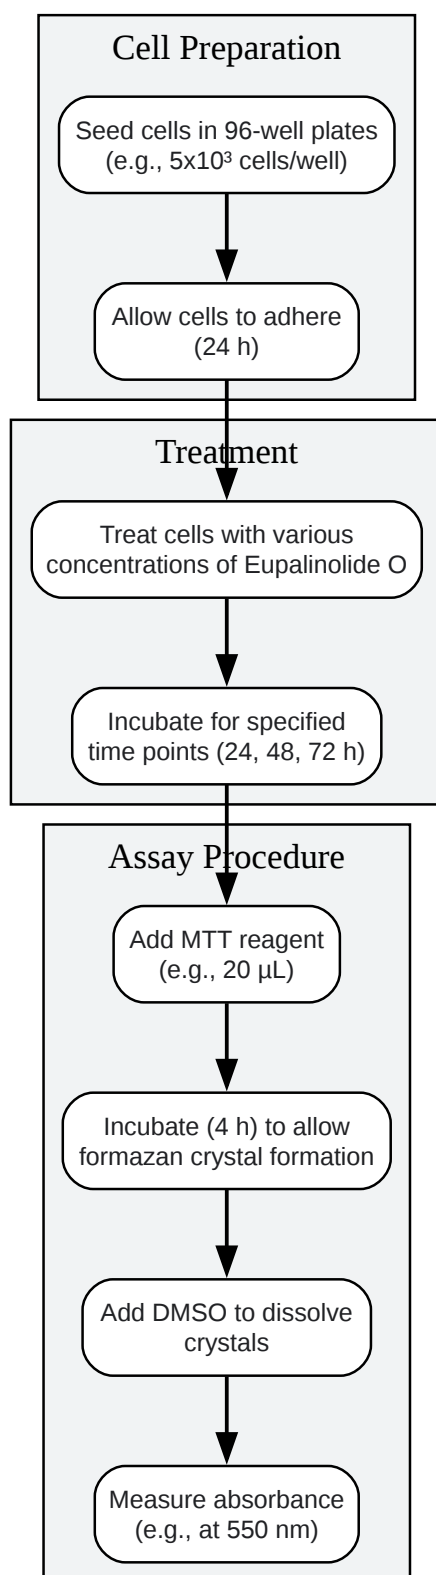 Cell Preparation
Seed cells in 96-well plates
(e.g., 5x10³ cells/well)
Allow cells to adhere
(24 h)
Treatment
Treat cells with various
concentrations of Eupalinolide O
Incubate for specified
time points (24, 48, 72 h)
Assay Procedure
Add MTT reagent
(e.g., 20 µL)
Incubate (4 h) to allow
formazan crystal formation
Add DMSO to dissolve
crystals
Measure absorbance
(e.g., at 550 nm)